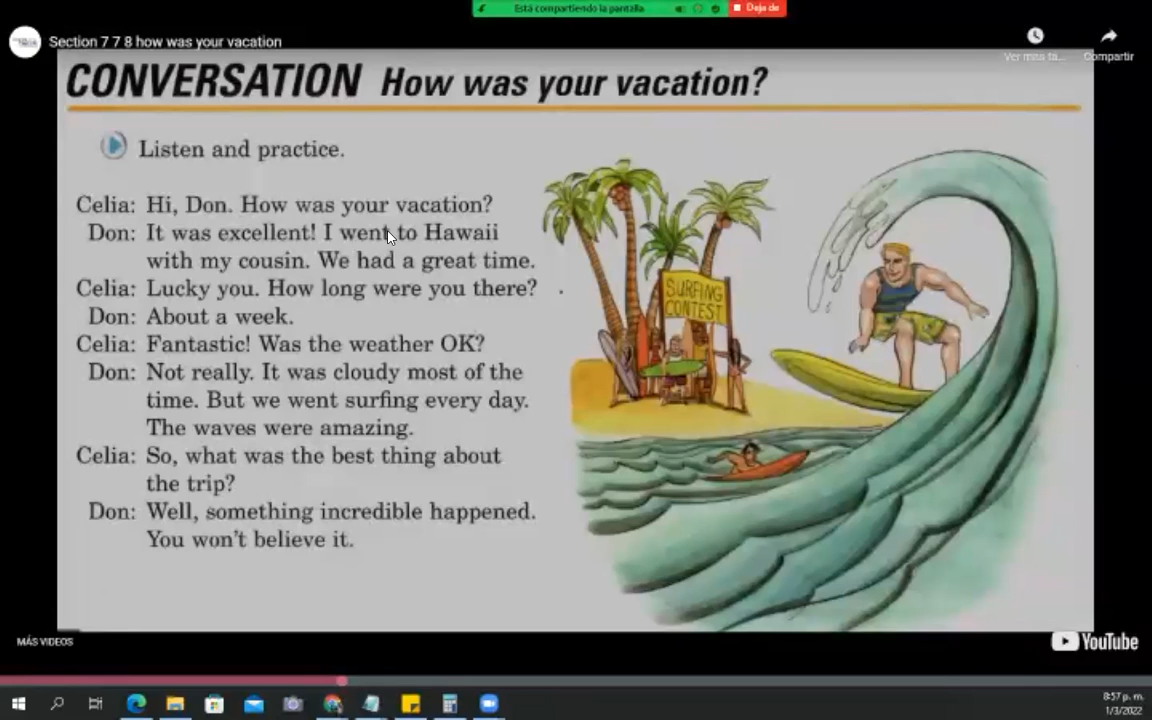 Está compartiendo la pantalla
Deja de
Section 7 7 8 how was your vacation
Ver más ta...
Compartir
CONVERSATION How was your vacation?
Listen and practice.
Celia: Hi, Don. How was your vacation?
Don: It was excellent! I went to Hawaii
with my cousin. We had a great time.
Celia: Lucky you. How long were you there?
Don: About a week.
Celia: Fantastic! Was the weather OK?
Don: Not really. It was cloudy most of the
time. But we went surfing every day.
The waves were amazing.
Celia: So, what was the best thing about
the trip?
Don: Well, something incredible happened.
You won't believe it.
SURFING
CONTEST
MÁS VIDEOS
YouTube
8:57 p. m.
1/3/2022